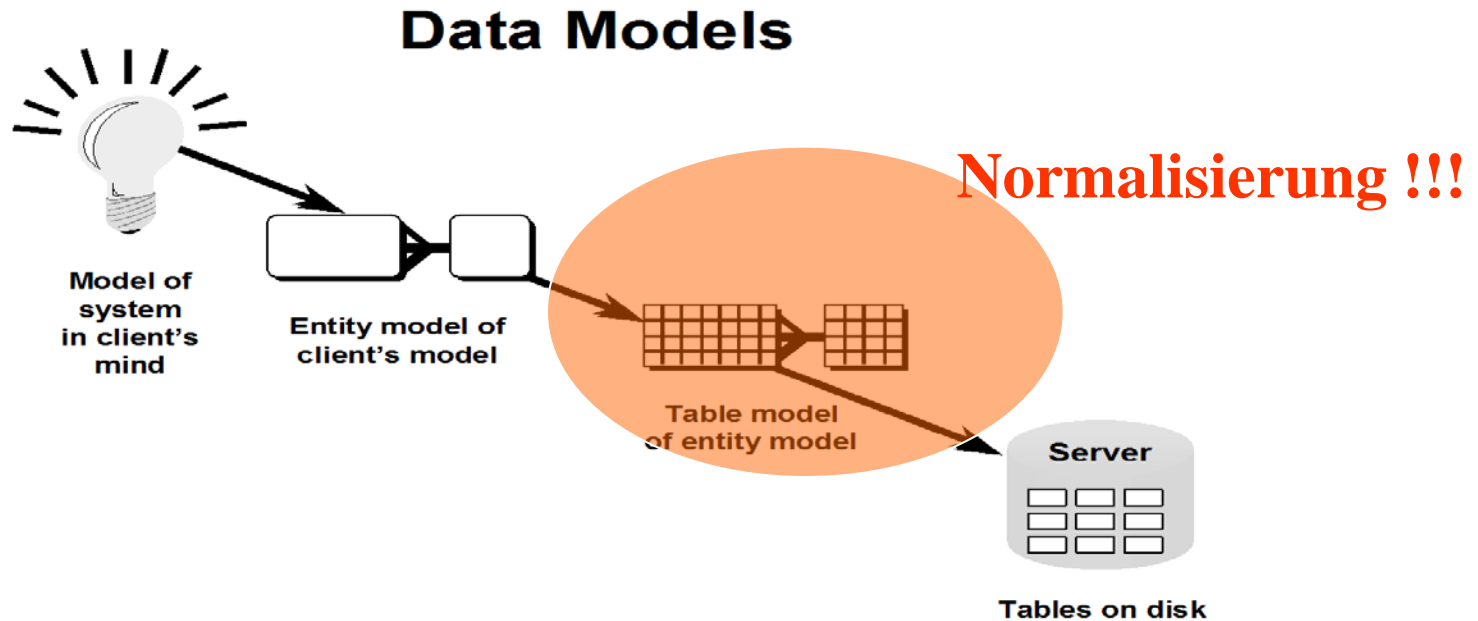 Data Models
Normalisierung !!!
Model of
system
in client's
mind
Entity model of
client's model
Table model
of entity model
Server
Tables on disk